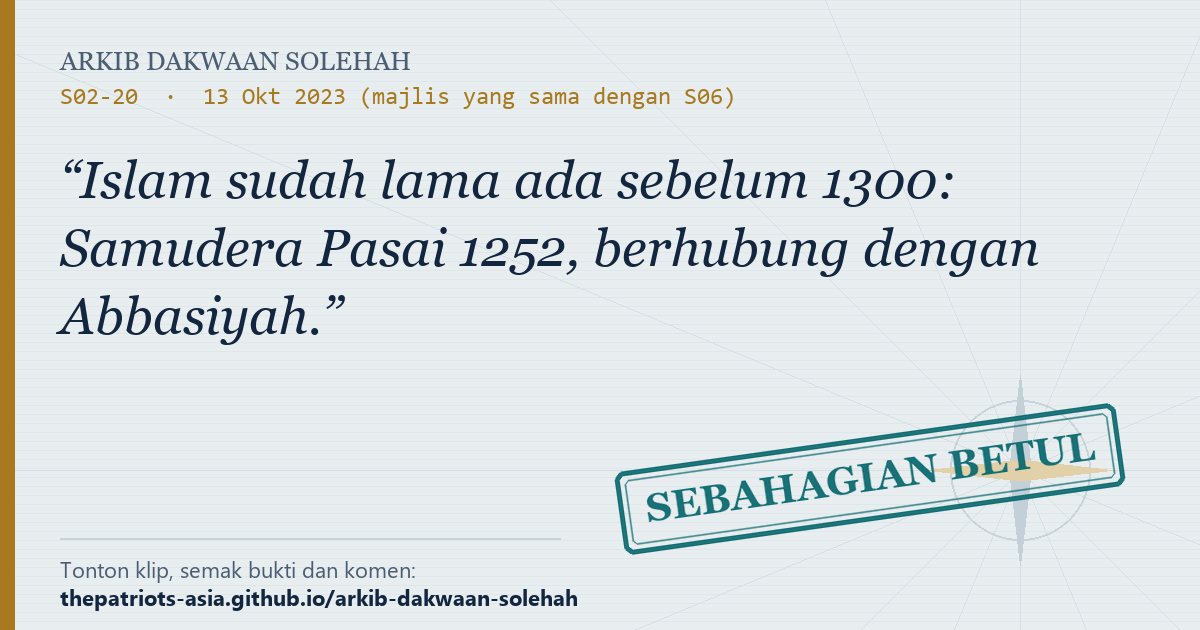 ARKIB DAKWAAN SOLEHAH
S02-20 · 13 Okt 2023 (majlis yang sama dengan S06)
“Islam sudah lama ada sebelum 1300:
Samudera Pasai 1252, berhubung dengan
Abbasiyah.”
SEBAHAGIAN BETUL
Tonton klip, semak bukti dan komen:
thepatriots-asia.github.io/arkib-dakwaan-solehah